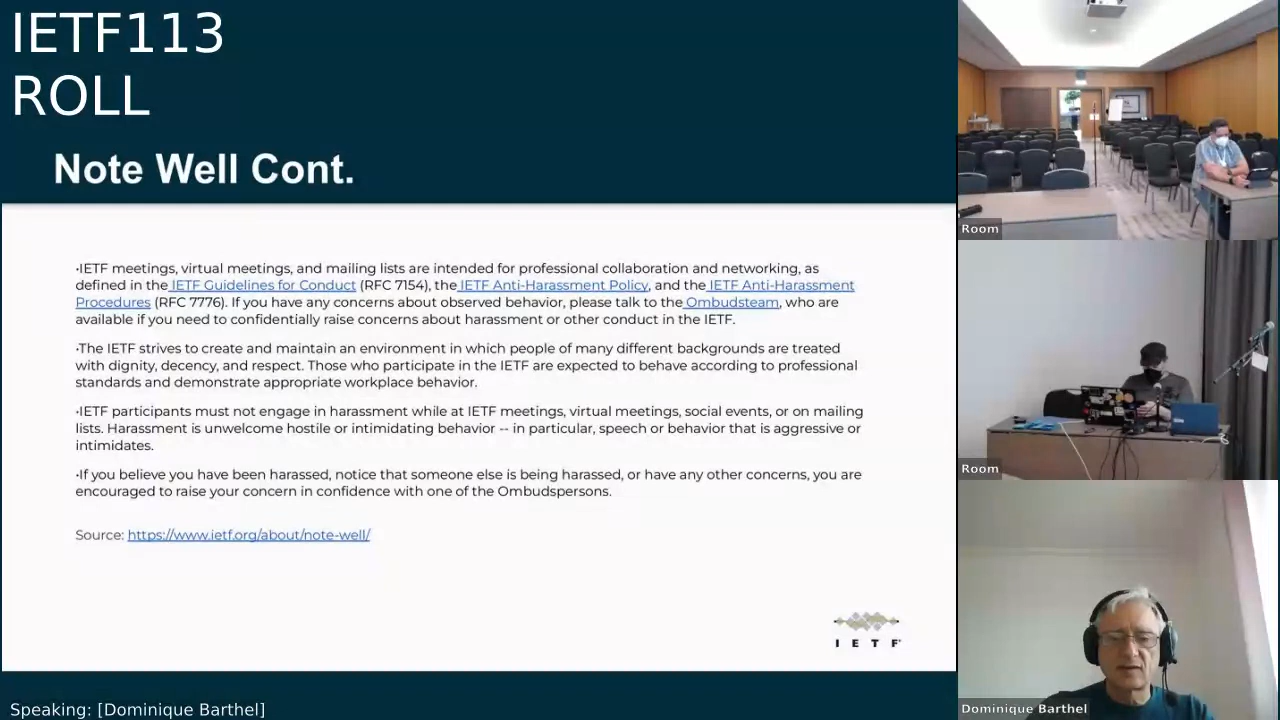 IETF113
ROLL
Note Well Cont.
•IETF meetings, virtual meetings, and mailing lists are intended for professional collaboration and networking, as
defined in the IETF Guidelines for Conduct (RFC 7154), the IETF Anti-Harassment Policy, and the IETF Anti-Harassment
Procedures (RFC 7776). If you have any concerns about observed behavior, please talk to the Ombudsteam, who are
available if you need to confidentially raise concerns about harassment or other conduct in the IETF.
•The IETF strives to create and maintain an environment in which people of many different backgrounds are treated
with dignity, decency, and respect. Those who participate in the IETF are expected to behave according to professional
standards and demonstrate appropriate workplace behavior.
•IETF participants must not engage in harassment while at IETF meetings, virtual meetings, social events, or on mailing
lists. Harassment is unwelcome hostile or intimidating behavior -- in particular, speech or behavior that is aggressive or
intimidates.
•If you believe you have been harassed, notice that someone else is being harassed, or have any other concerns, you are
encouraged to raise your concern in confidence with one of the Ombudspersons.
Source: https://www.ietf.org/about/note-well/
I E T F
Speaking: [Dominique Barthel]
Room
Room
Dominique Barthel